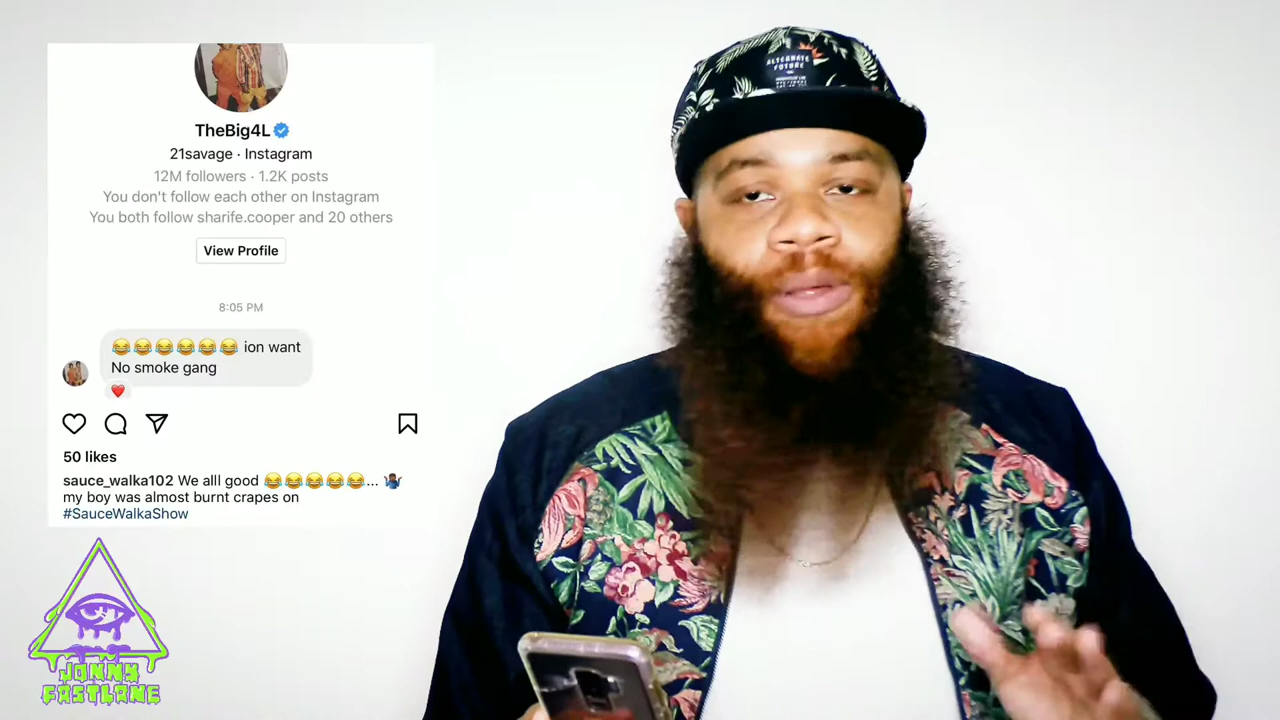 TheBig4L
21savage · Instagram
12M followers · 1.2K posts
You don't follow each other on Instagram
You both follow sharife.cooper and 20 others
View Profile
8:05 PM
😂😂😂😂😂😂 ion want
No smoke gang
❤️
50 likes
sauce_walka102 We alll good 😂😂😂😂😂... 🤷🏾‍♂️
my boy was almost burnt crapes on
#SauceWalkaShow
JONNY
FASTLANE
ALTERNATE
FUTURE